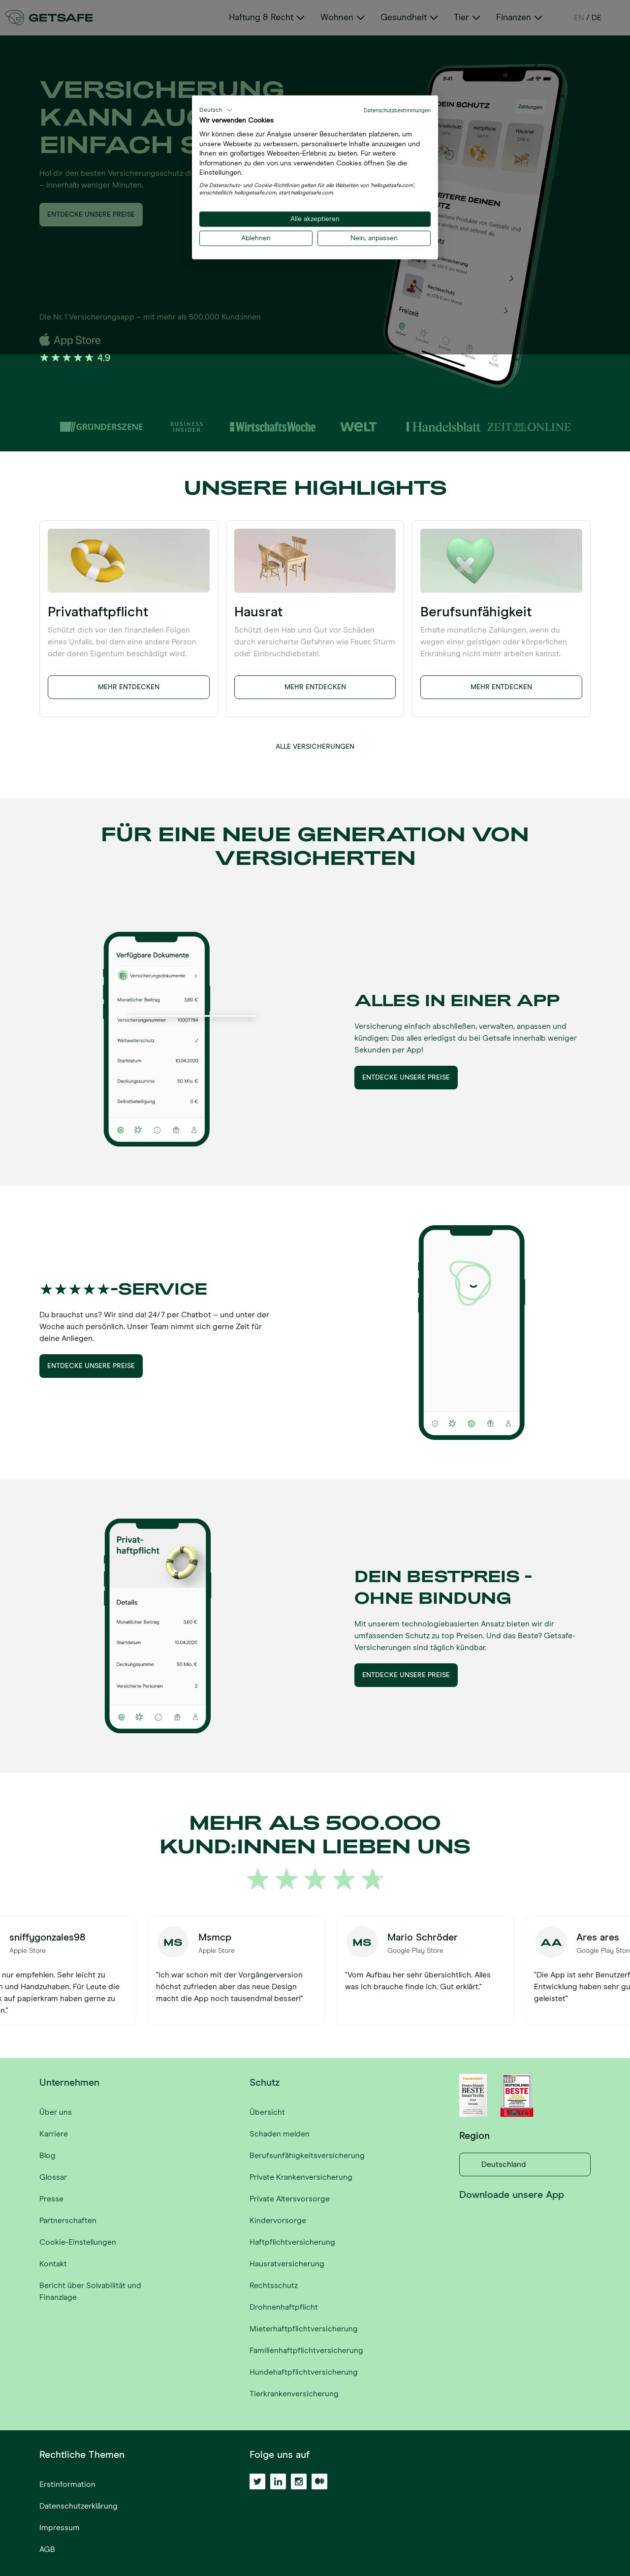 GETSAFE
Haftung & Recht
Wohnen
Gesundheit
Tier
Finanzen
EN / DE
VERSICHERUNG
KANN AU
EINFACH S
Hol dir den besten Versicherungsschutz di
– innerhalb weniger Minuten.
ENTDECKE UNSERE PREISE
Deutsch
Datenschutzbestimmungen
Wir verwenden Cookies
Wir können diese zur Analyse unserer Besucherdaten platzieren, um
unsere Webseite zu verbessern, personalisierte Inhalte anzuzeigen und
Ihnen ein großartiges Webseiten-Erlebnis zu bieten. Für weitere
Informationen zu den von uns verwendeten Cookies öffnen Sie die
Einstellungen.
Die Datenschutz- und Cookie-Richtlinien gelten für alle Webeiten von 'hellogetsafe.com',
einschließlich: hellogetsafe.com, start.hellogetsafe.com.
Alle akzeptieren
Ablehnen
Nein, anpassen
9:41
DEIN SCHUTZ
Zahlungen
Hausrat
Rechtsschutz
Freizeit
Die Nr. 1 Versicherungsapp – mit mehr als 500.000 Kund:innen
App Store
4.9
GRÜNDERSZENE
BUSINESS
INSIDER
WirtschaftsWoche
WELT
Handelsblatt
ZEIT ONLINE
UNSERE HIGHLIGHTS
Privathaftpflicht
Schützt dich vor den finanziellen Folgen
eines Unfalls, bei dem eine andere Person
oder deren Eigentum beschädigt wird.
MEHR ENTDECKEN
Hausrat
Schützt dein Hab und Gut vor Schäden
durch versicherte Gefahren wie Feuer, Sturm
oder Einbruchdiebstahl.
MEHR ENTDECKEN
Berufsunfähigkeit
Erhalte monatliche Zahlungen, wenn du
wegen einer geistigen oder körperlichen
Erkrankung nicht mehr arbeiten kannst.
MEHR ENTDECKEN
ALLE VERSICHERUNGEN
FÜR EINE NEUE GENERATION VON
VERSICHERTEN
Verfügbare Dokumente
Versicherungsdokumente
Monatlicher Beitrag 3,60 €
Versicherungsnummer 10007784
Weltweiterschutz
Startdatum 10.04.2020
Deckungssumme 50 Mio. €
Selbstbeteiligung 0 €
ALLES IN EINER APP
Versicherung einfach abschließen, verwalten, anpassen und
kündigen: Das alles erledigst du bei Getsafe innerhalb weniger
Sekunden per App!
ENTDECKE UNSERE PREISE
★★★★★-SERVICE
Du brauchst uns? Wir sind da! 24/7 per Chatbot – und unter der
Woche auch persönlich. Unser Team nimmt sich gerne Zeit für
deine Anliegen.
ENTDECKE UNSERE PREISE
Privat-
haftpflicht
Details
Monatlicher Beitrag 3,60 €
Startdatum 10.04.2020
Deckungssumme 50 Mio. €
Versicherte Personen 2
DEIN BESTPREIS -
OHNE BINDUNG
Mit unserem technologiebasierten Ansatz bieten wir dir
umfassenden Schutz zu top Preisen. Und das Beste? Getsafe-
Versicherungen sind täglich kündbar.
ENTDECKE UNSERE PREISE
MEHR ALS 500.000
KUND:INNEN LIEBEN UNS
sniffygonzales98
Apple Store
nur empfehlen. Sehr leicht zu
n und Handzuhaben. Für Leute die
k auf papierkram haben gerne zu
n."
MS
Msmcp
Apple Store
"Ich war schon mit der Vorgängerversion
höchst zufrieden aber das neue Design
macht die App noch tausendmal besser!"
MS
Mario Schröder
Google Play Store
"Vom Aufbau her sehr übersichtlich. Alles
was ich brauche finde ich. Gut erklärt."
AA
Ares ares
Google Play Store
"Die App ist sehr Benutzerf
Entwicklung haben sehr gu
geleistet"
Unternehmen
Über uns
Karriere
Blog
Glossar
Presse
Partnerschaften
Cookie-Einstellungen
Kontakt
Bericht über Solvabilität und
Finanzlage
Schutz
Übersicht
Schaden melden
Berufsunfähigkeitsversicherung
Private Krankenversicherung
Private Altersvorsorge
Kindervorsorge
Haftpflichtversicherung
Hausratversicherung
Rechtsschutz
Drohnenhaftpflicht
Mieterhaftpflichtversicherung
Familienhaftpflichtversicherung
Hundehaftpflichtversicherung
Tierkrankenversicherung
BESTE
DEUTSCHLANDS
BESTE
Region
Deutschland
Downloade unsere App
Rechtliche Themen
Erstinformation
Datenschutzerklärung
Impressum
AGB
Folge uns auf